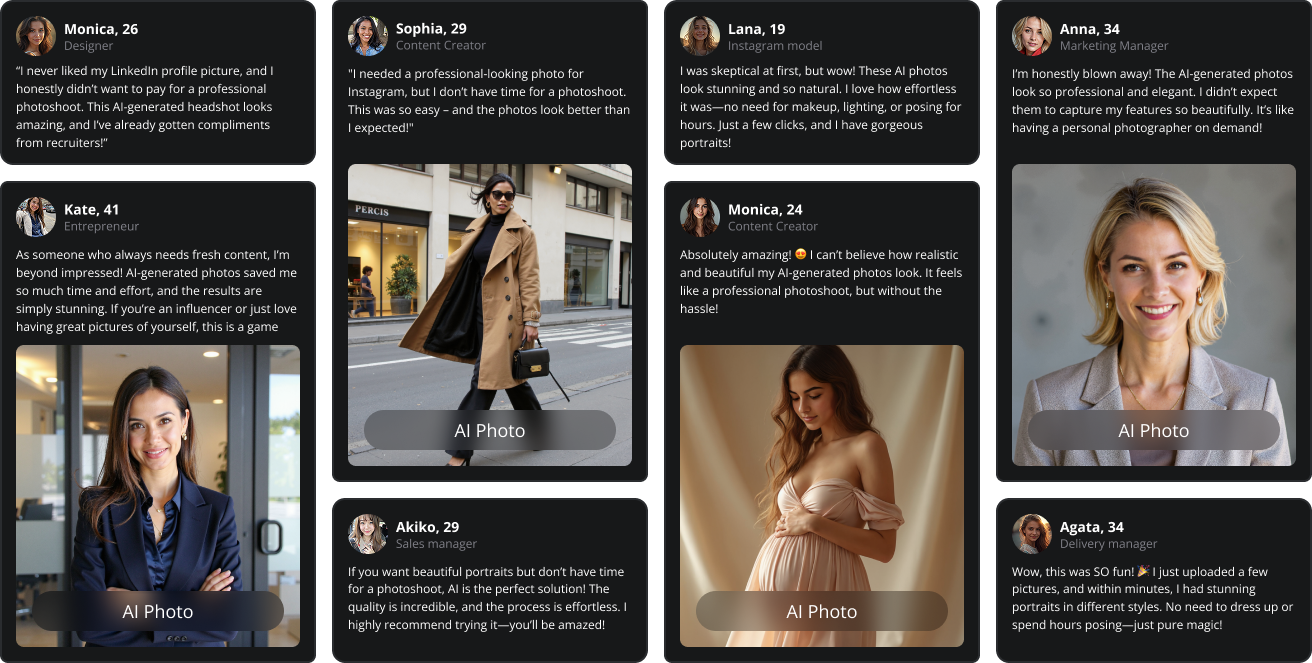 Monica, 26
Designer
“I never liked my LinkedIn profile picture, and I
honestly didn’t want to pay for a professional
photoshoot. This AI-generated headshot looks
amazing, and I’ve already gotten compliments
from recruiters!”
Kate, 41
Entrepreneur
As someone who always needs fresh content, I’m
beyond impressed! AI-generated photos saved me
so much time and effort, and the results are
simply stunning. If you’re an influencer or just love
having great pictures of yourself, this is a game
AI Photo
Sophia, 29
Content Creator
"I needed a professional-looking photo for
Instagram, but I don’t have time for a photoshoot.
This was so easy – and the photos look better than
I expected!"
PERCIS
AI Photo
Akiko, 29
Sales manager
If you want beautiful portraits but don’t have time
for a photoshoot, AI is the perfect solution! The
quality is incredible, and the process is effortless. I
highly recommend trying it—you’ll be amazed!
Lana, 19
Instagram model
I was skeptical at first, but wow! These AI photos
look stunning and so natural. I love how effortless
it was—no need for makeup, lighting, or posing for
hours. Just a few clicks, and I have gorgeous
portraits!
Monica, 24
Content Creator
Absolutely amazing! 😍 I can’t believe how realistic
and beautiful my AI-generated photos look. It feels
like a professional photoshoot, but without the
hassle!
AI Photo
Anna, 34
Marketing Manager
I’m honestly blown away! The AI-generated photos
look so professional and elegant. I didn’t expect
them to capture my features so beautifully. It’s like
having a personal photographer on demand!
AI Photo
Agata, 34
Delivery manager
Wow, this was SO fun! 🎉 I just uploaded a few
pictures, and within minutes, I had stunning
portraits in different styles. No need to dress up or
spend hours posing—just pure magic!